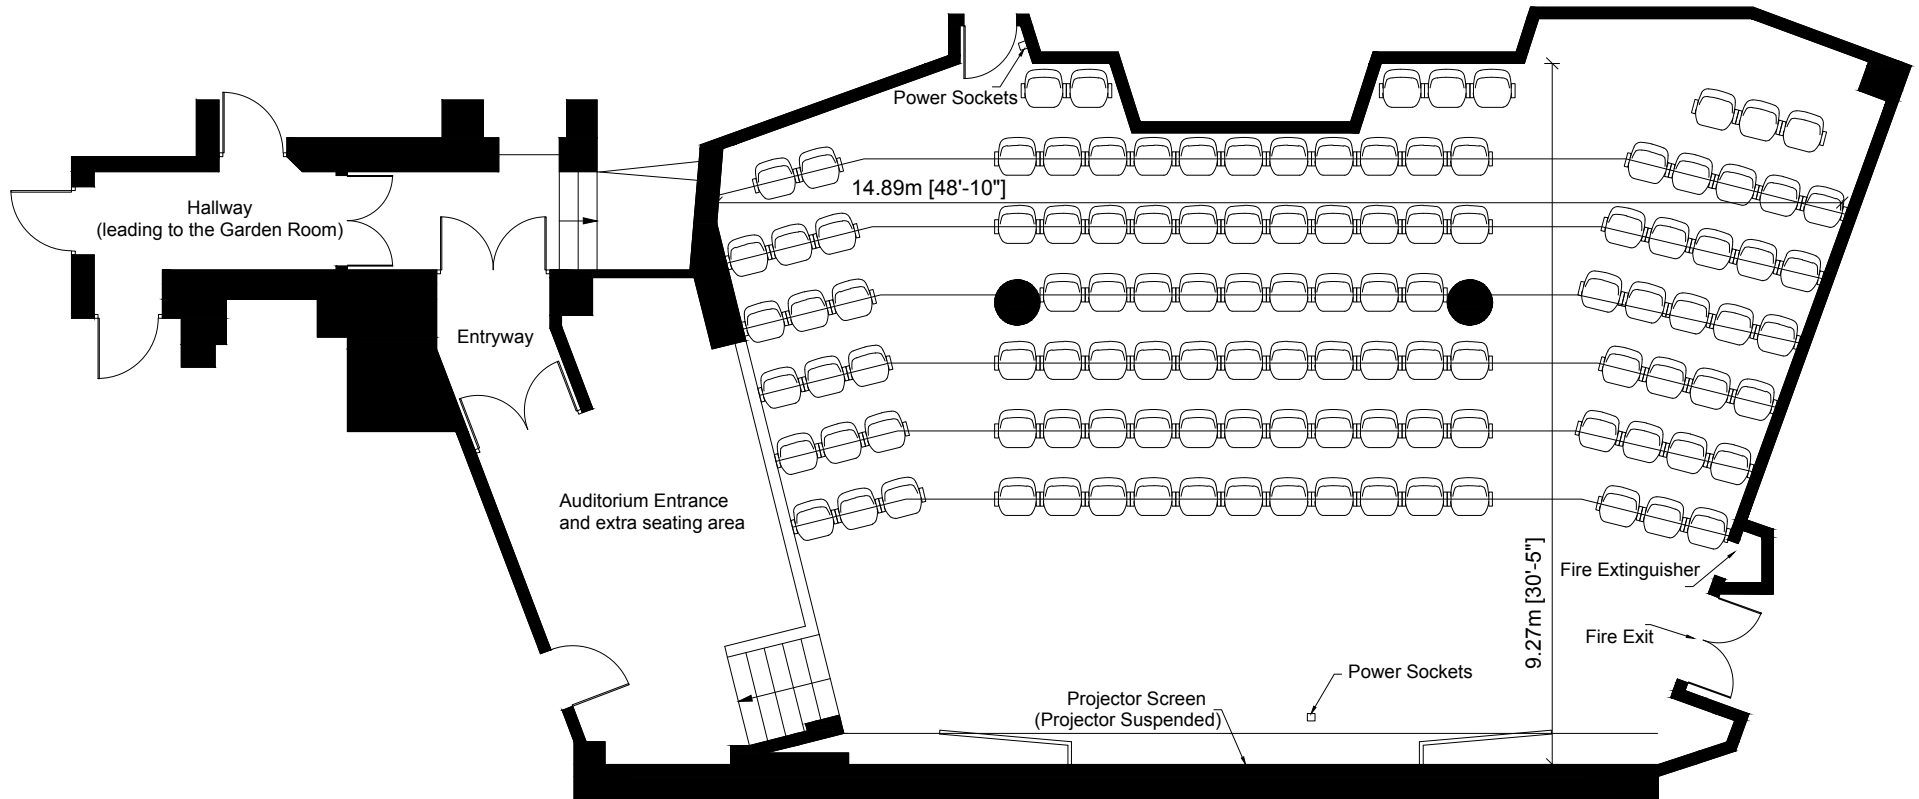 Power Sockets
14.89m [48'-10"]
Hallway
(leading to the Garden Room)
Entryway
Auditorium Entrance
and extra seating area
9.27m [30'-5"]
Fire Extinguisher
Fire Exit
Power Sockets
Projector Screen
(Projector Suspended)